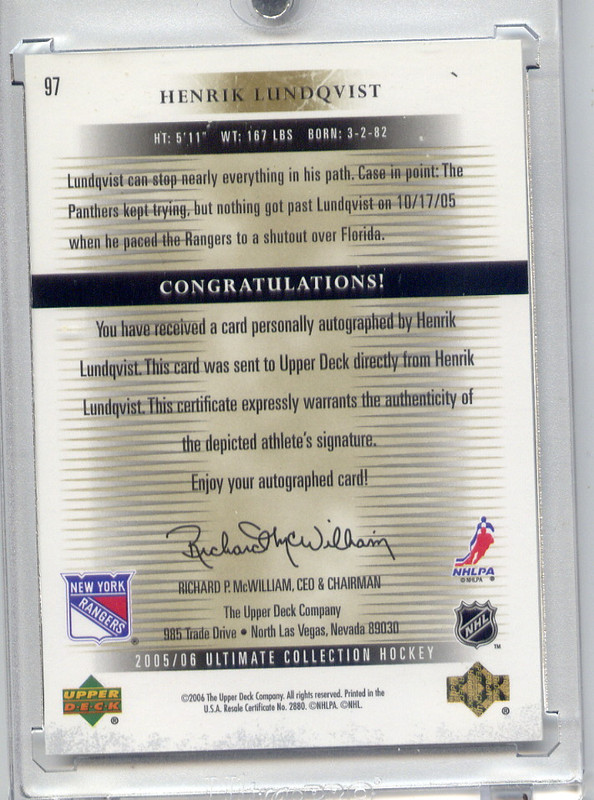 97
HENRIK LUNDQVIST
HT: 5'11" WT: 167 LBS BORN: 3-2-82
Lundqvist can stop nearly everything in his path. Case in point: The
Panthers kept trying, but nothing got past Lundqvist on 10/17/05
when he paced the Rangers to a shutout over Florida.
CONGRATULATIONS!
You have received a card personally autographed by Henrik
Lundqvist. This card was sent to Upper Deck directly from Henrik
Lundqvist. This certificate expressly warrants the authenticity of
the depicted athlete's signature.
Enjoy your autographed card!
Richard P. McWilliam
RICHARD P. McWILLIAM, CEO & CHAIRMAN
The Upper Deck Company
985 Trade Drive • North Las Vegas, Nevada 89030
NEW YORK
RANGERS
®
NHLPA
© NHLPA ®
NHL
™
2005/06 ULTIMATE COLLECTION HOCKEY
UPPER
DECK
®
©2006 The Upper Deck Company. All rights reserved. Printed in the
U.S.A. Resale Certificate No. 2880. ©NHLPA. ©NHL.
®